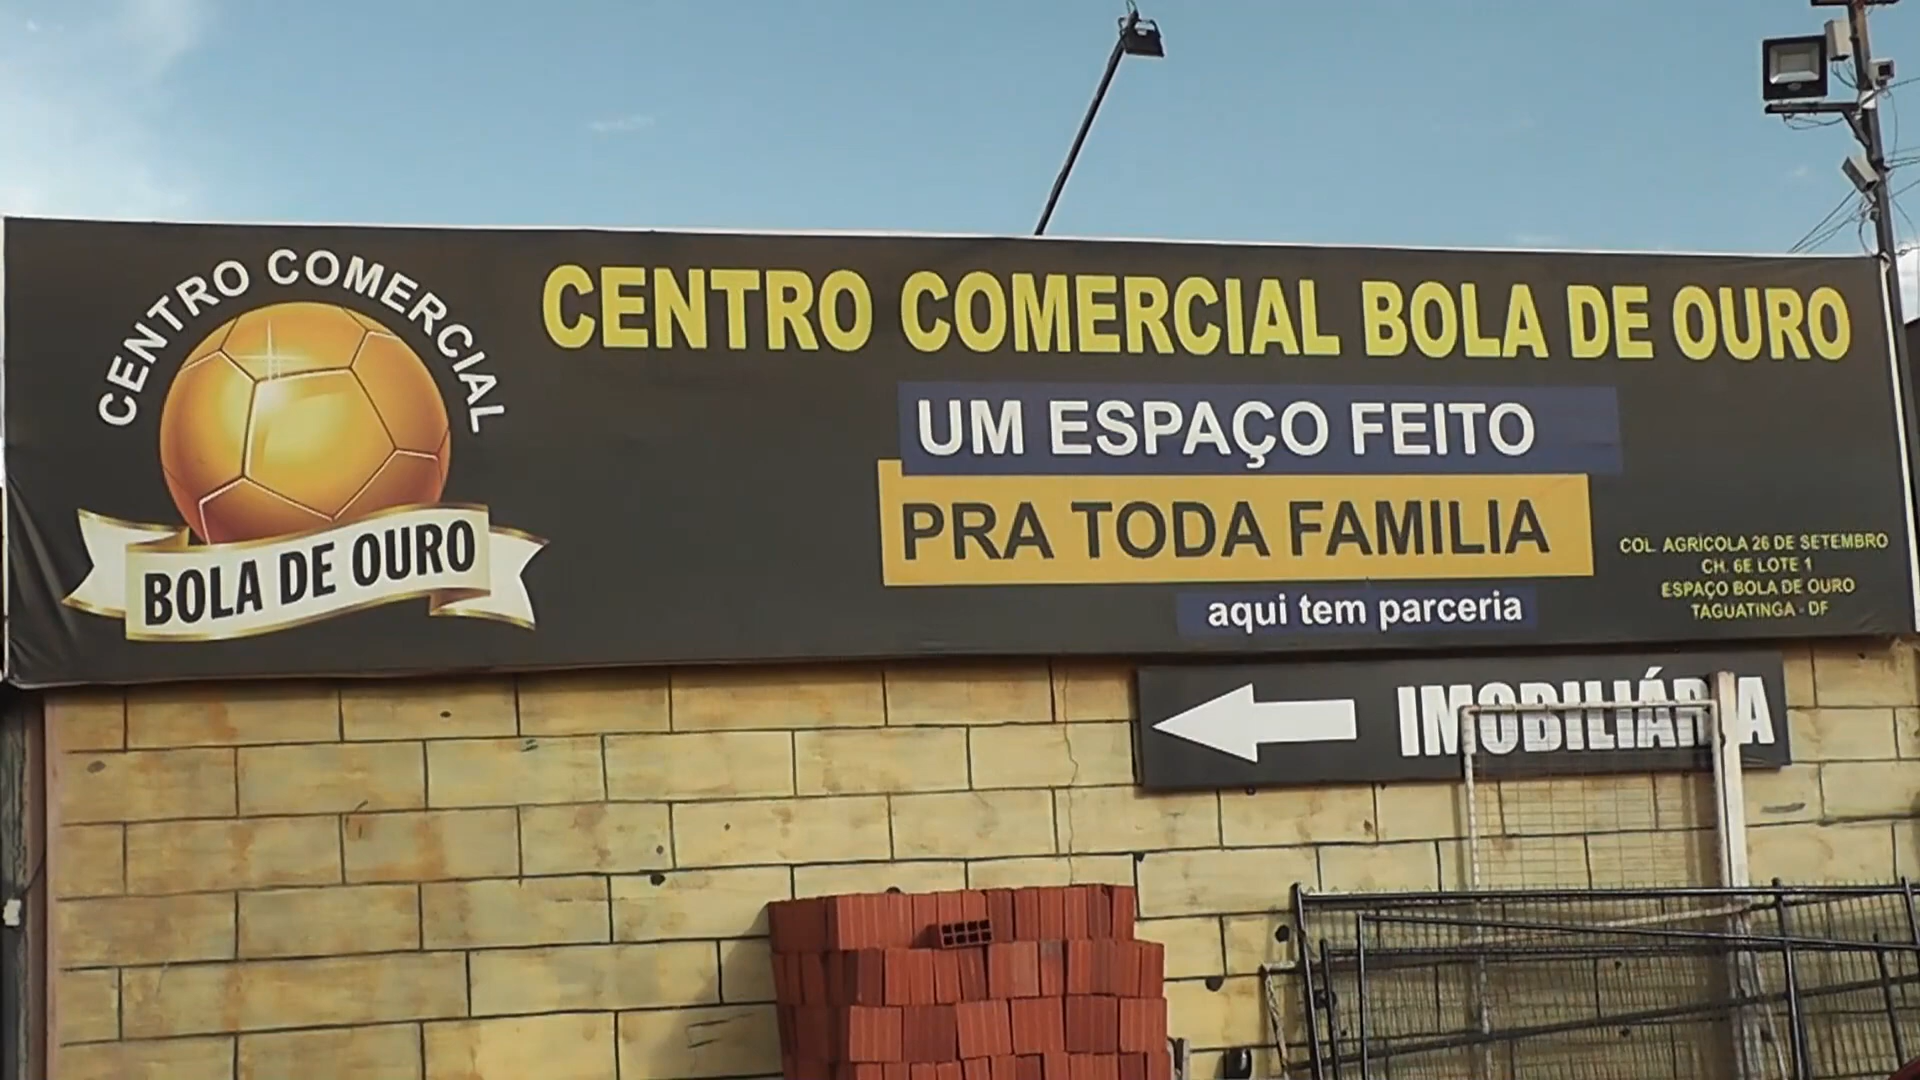 CENTRO COMERCIAL
BOLA DE OURO
CENTRO COMERCIAL BOLA DE OURO
UM ESPAÇO FEITO
PRA TODA FAMILIA
aqui tem parceria
COL. AGRÍCOLA 26 DE SETEMBRO
CH. 6E LOTE 1
ESPAÇO BOLA DE OURO
TAGUATINGA - DF
IMOBILIÁRIA